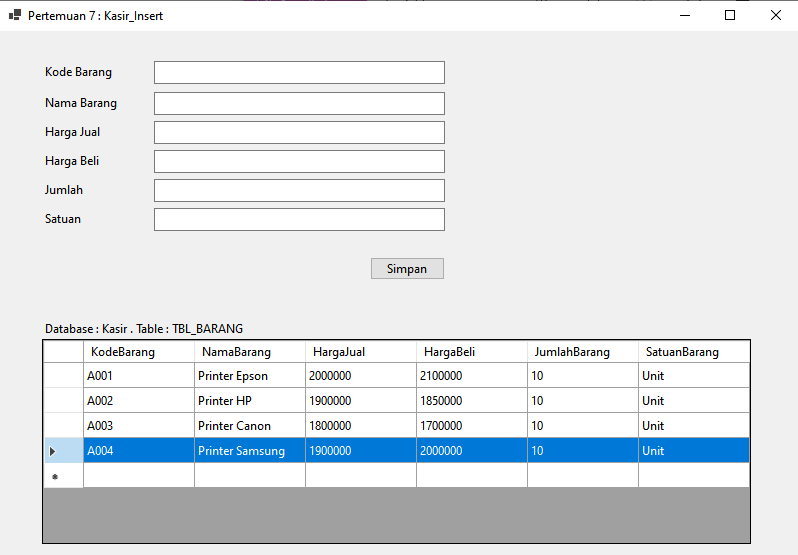 Pertemuan 7 : Kasir_Insert
Kode Barang
Nama Barang
Harga Jual
Harga Beli
Jumlah
Satuan
Simpan
Database : Kasir . Table : TBL_BARANG
KodeBarang NamaBarang HargaJual HargaBeli JumlahBarang SatuanBarang
A001 Printer Epson 2000000 2100000 10 Unit
A002 Printer HP 1900000 1850000 10 Unit
A003 Printer Canon 1800000 1700000 10 Unit
A004 Printer Samsung 1900000 2000000 10 Unit